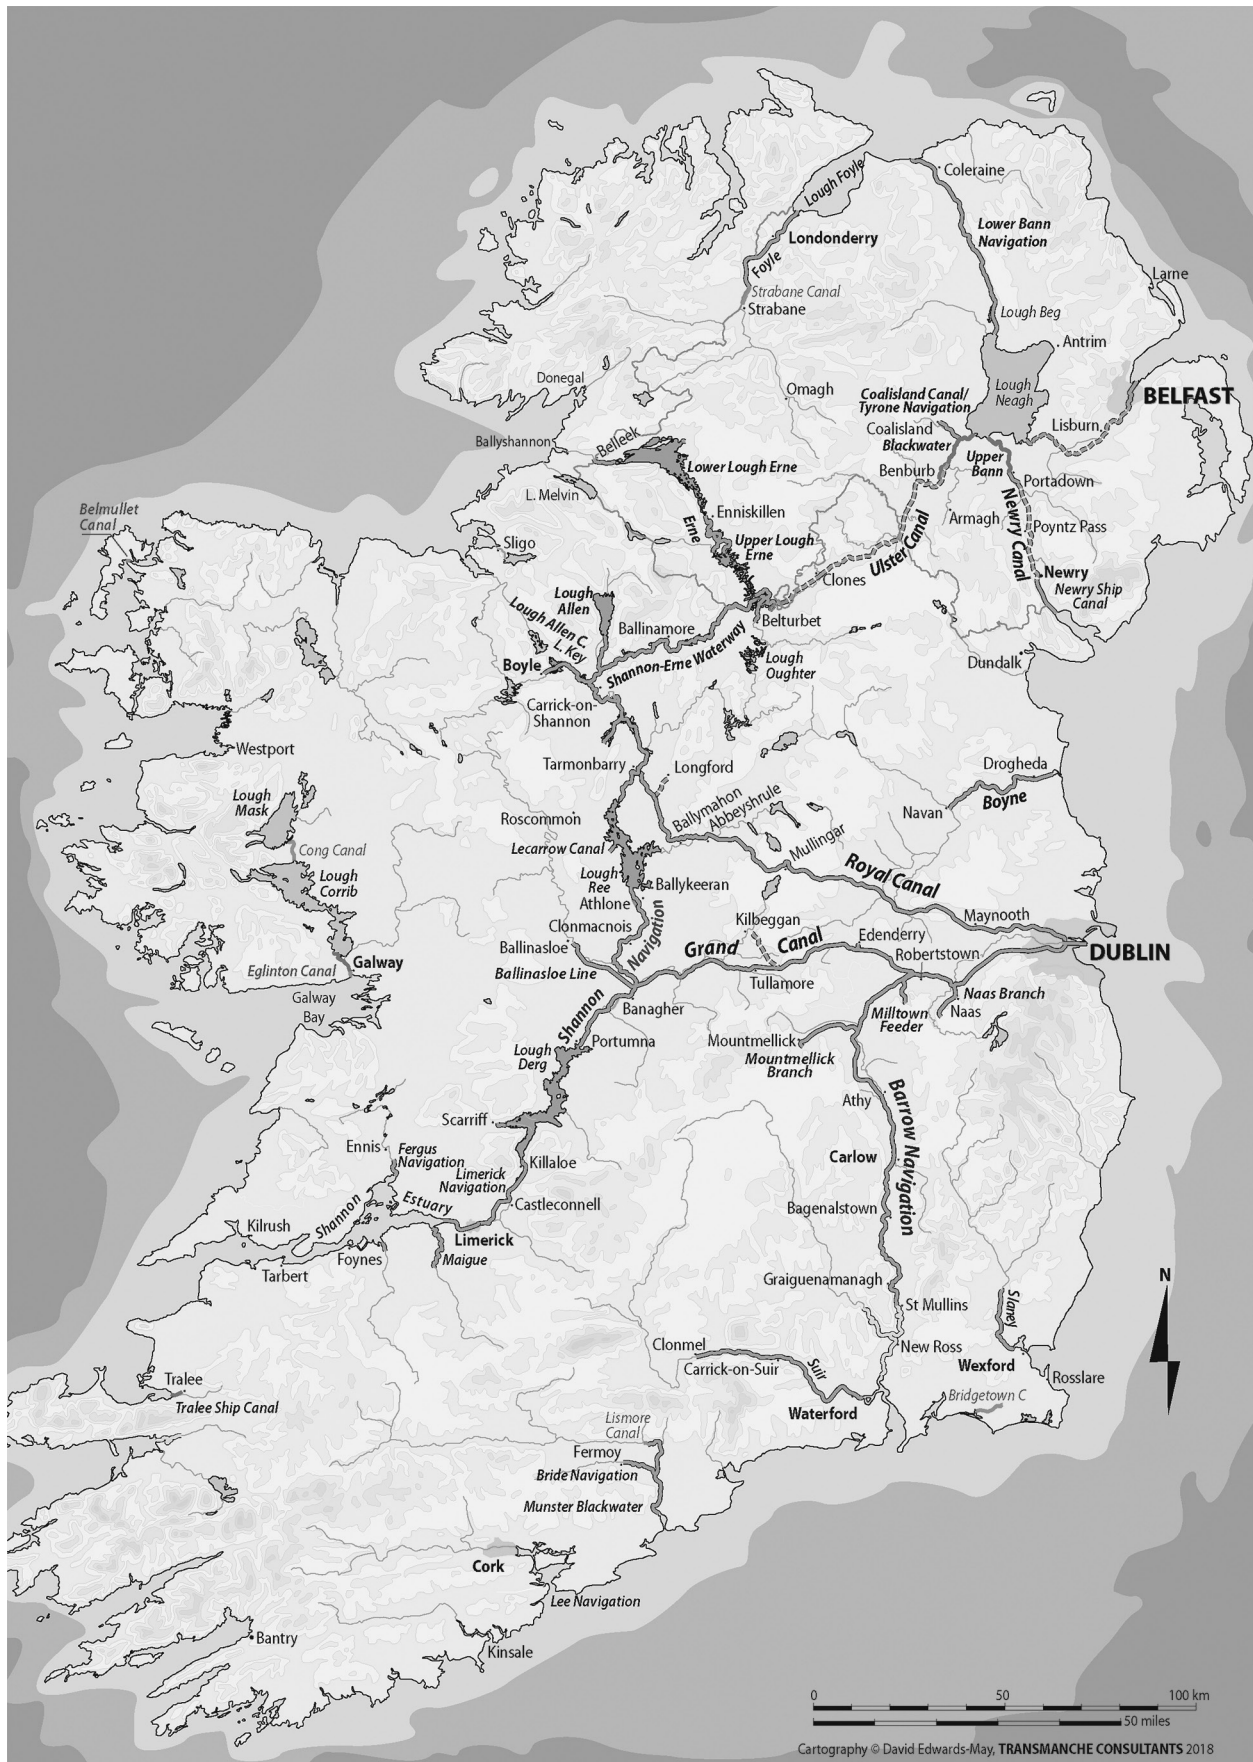 Coleraine
Lough Foyle
Lower Bann
Navigation
Londonderry
Foyle
Larne
Strabane Canal
Strabane
Lough Beg
Antrim
Donegal
Omagh
Lough
Neagh
BELFAST
Coalisland Canal/
Tyrone Navigation
Coalisland
Blackwater
Lisburn
Ballyshannon
Belleek
Lower Lough Erne
Benburb
Upper
Bann
Portadown
L. Melvin
Enniskillen
Erne
Armagh
Newry Canal
Poyntz Pass
Belmullet
Canal
Sligo
Upper Lough
Erne
Ulster Canal
Clones
Newry
Newry Ship
Canal
Lough
Allen
Lough Allen C.
L. Key
Ballinamore
Belturbet
Boyle
Shannon-Erne Waterway
Lough
Oughter
Dundalk
Carrick-on-
Shannon
Westport
Tarmonbarry
Longford
Drogheda
Boyne
Navan
Lough
Mask
Roscommon
Ballymahon
Abbeyshrule
Mullingar
Cong Canal
Lecarrow Canal
Royal Canal
Lough
Corrib
Lough
Ree
Ballykeeran
Athlone
Maynooth
Clonmacnois
Kilbeggan
Navigation
Ballinasloe
Grand
Canal
Edenderry
Robertstown
DUBLIN
Eglinton Canal
Galway
Ballinasloe Line
Tullamore
Galway
Bay
Shannon
Banagher
Naas Branch
Naas
Milltown
Feeder
Portumna
Lough
Derg
Mountmellick
Mountmellick
Branch
Athy
Barrow Navigation
Scarriff
Ennis
Fergus
Navigation
Killaloe
Limerick
Navigation
Carlow
Shannon
Estuary
Castleconnell
Bagenalstown
Kilrush
Limerick
Foynes
Maigue
Tarbert
Graiguenamanagh
N
St Mullins
Slaney
Clonmel
Carrick-on-Suir
Suir
New Ross
Wexford
Rosslare
Tralee
Tralee Ship Canal
Bridgetown C
Waterford
Lismore
Canal
Fermoy
Bride Navigation
Munster Blackwater
Cork
Lee Navigation
Bantry
Kinsale
0 50 100 km
50 miles
Cartography © David Edwards-May, TRANSMANCHE CONSULTANTS 2018